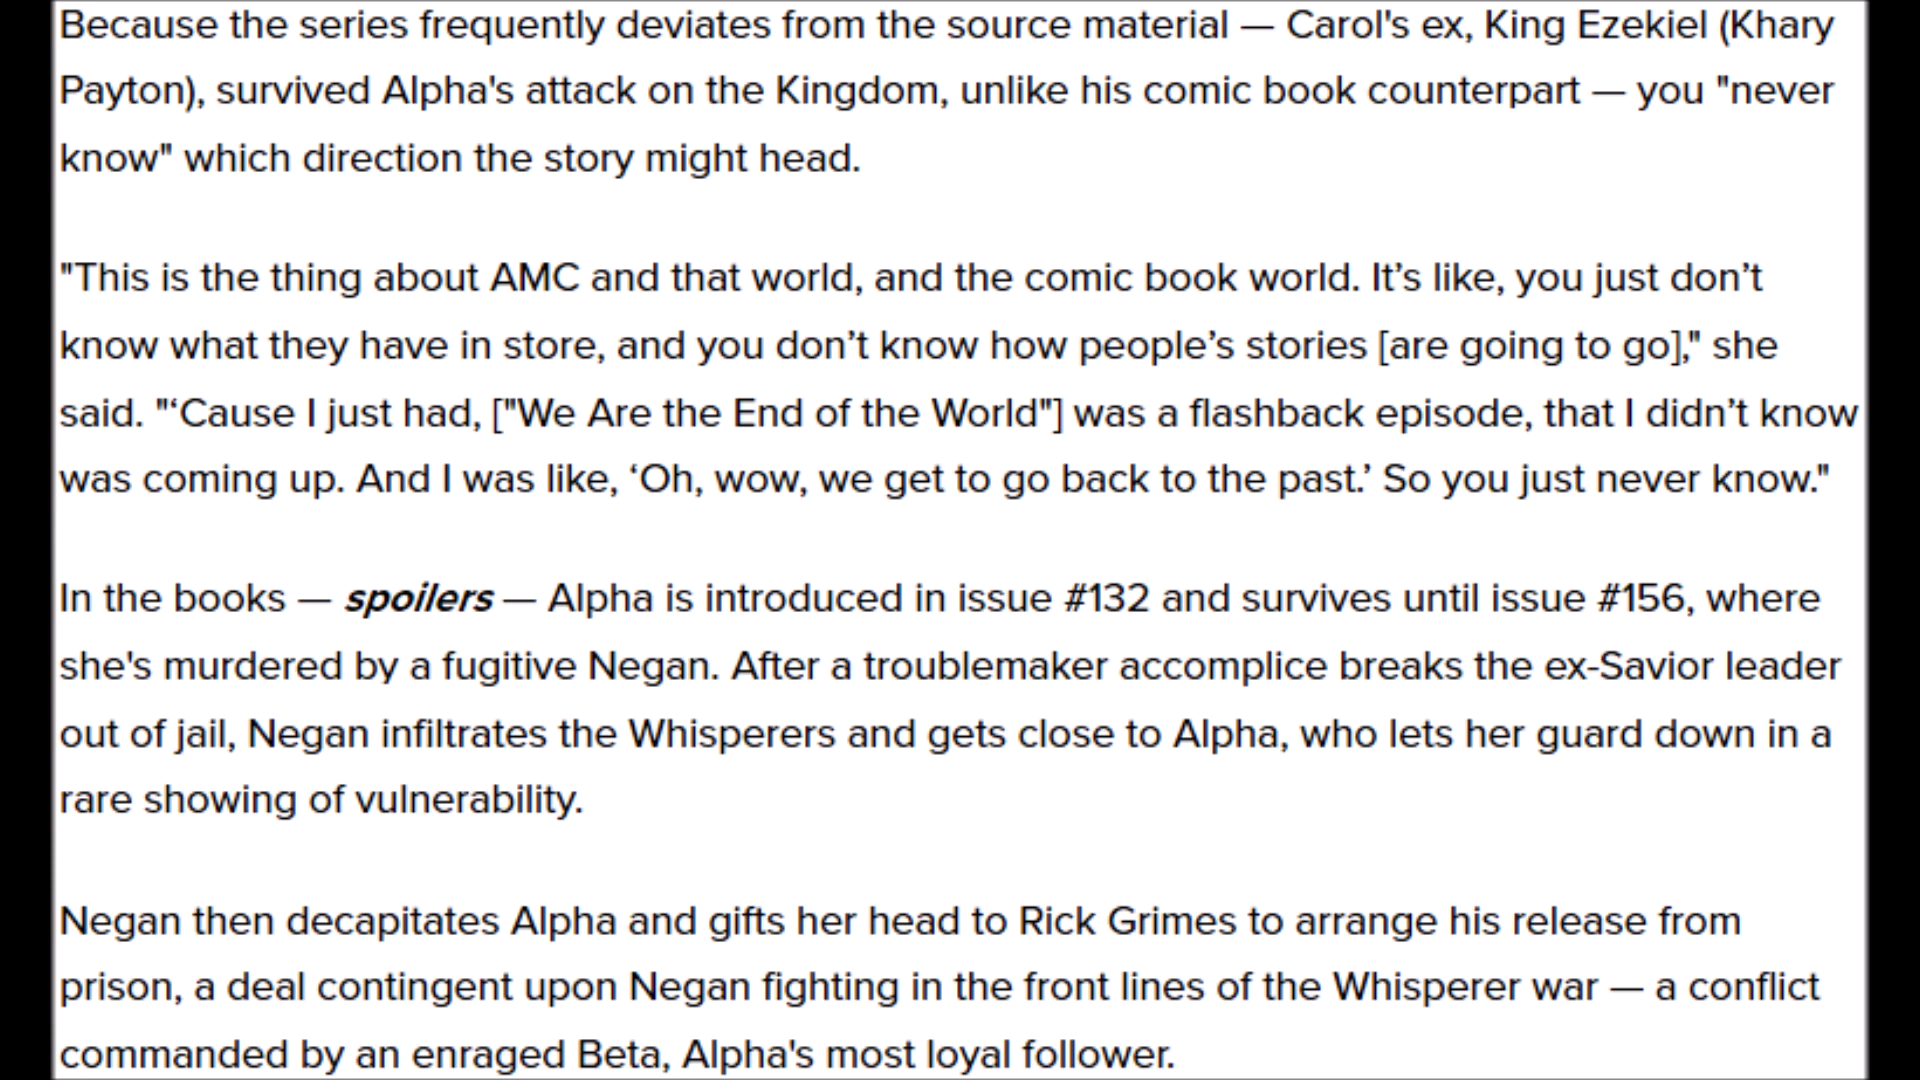 Because the series frequently deviates from the source material — Carol's ex, King Ezekiel (Khary
Payton), survived Alpha's attack on the Kingdom, unlike his comic book counterpart — you "never
know" which direction the story might head.
"This is the thing about AMC and that world, and the comic book world. It’s like, you just don’t
know what they have in store, and you don’t know how people’s stories [are going to go]," she
said. "‘Cause I just had, ["We Are the End of the World"] was a flashback episode, that I didn’t know
was coming up. And I was like, ‘Oh, wow, we get to go back to the past.’ So you just never know."
In the books — spoilers — Alpha is introduced in issue #132 and survives until issue #156, where
she's murdered by a fugitive Negan. After a troublemaker accomplice breaks the ex-Savior leader
out of jail, Negan infiltrates the Whisperers and gets close to Alpha, who lets her guard down in a
rare showing of vulnerability.
Negan then decapitates Alpha and gifts her head to Rick Grimes to arrange his release from
prison, a deal contingent upon Negan fighting in the front lines of the Whisperer war — a conflict
commanded by an enraged Beta, Alpha's most loyal follower.